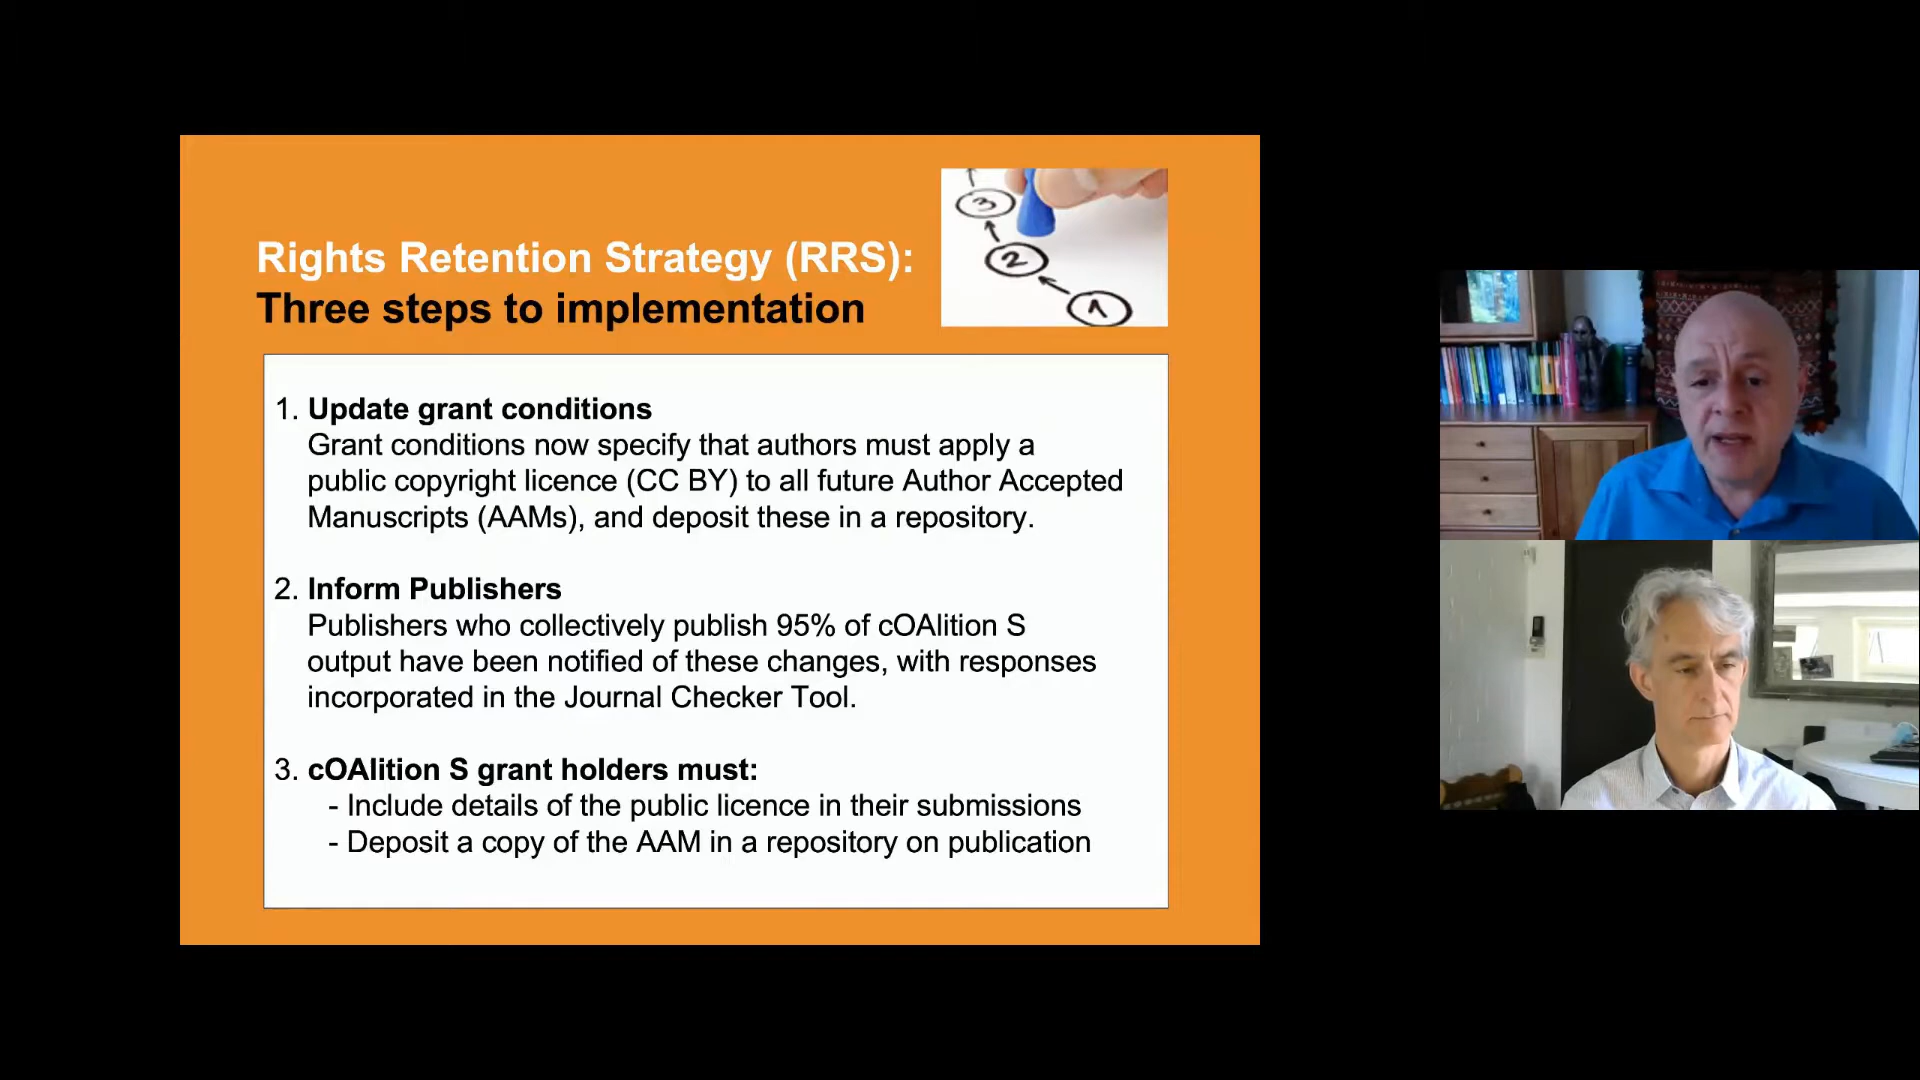 Rights Retention Strategy (RRS):
Three steps to implementation
3
2
1
1. Update grant conditions
Grant conditions now specify that authors must apply a
public copyright licence (CC BY) to all future Author Accepted
Manuscripts (AAMs), and deposit these in a repository.
2. Inform Publishers
Publishers who collectively publish 95% of cOAlition S
output have been notified of these changes, with responses
incorporated in the Journal Checker Tool.
3. cOAlition S grant holders must:
- Include details of the public licence in their submissions
- Deposit a copy of the AAM in a repository on publication